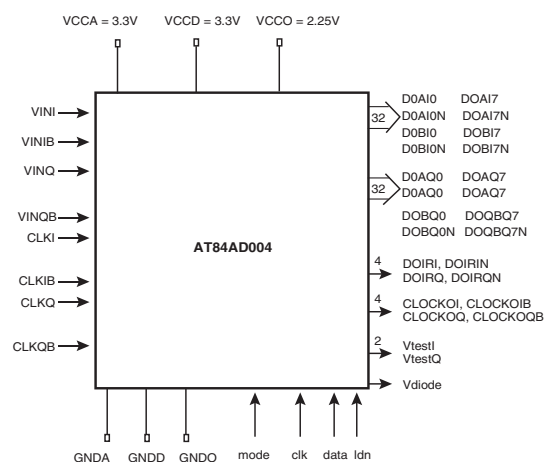 VCCA = 3.3V VCCD = 3.3V VCCO = 2.25V
VINI
VINIB
VINQ
VINQB
CLKI
CLKIB
CLKQ
CLKQB
AT84AD004
32
D0AI0 DOAI7
D0AI0N DOAI7N
D0BI0 DOBI7
D0BI0N DOBI7N
32
D0AQ0 DOAQ7
D0AQ0 DOAQ7
DOBQ0 DOQBQ7
DOBQ0N DOQBQ7N
4
DOIRI, DOIRIN
DOIRQ, DOIRQN
4
CLOCKOI, CLOCKOIB
CLOCKOQ, CLOCKOQB
2
VtestI
VtestQ
Vdiode
GNDA GNDD GNDO mode clk data ldn